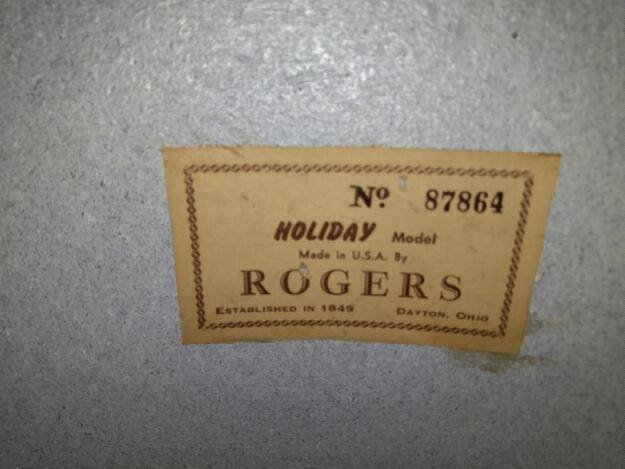 Nº 87864
HOLIDAY Model
Made in U.S.A. By
ROGERS
ESTABLISHED IN 1849 DAYTON, OHIO